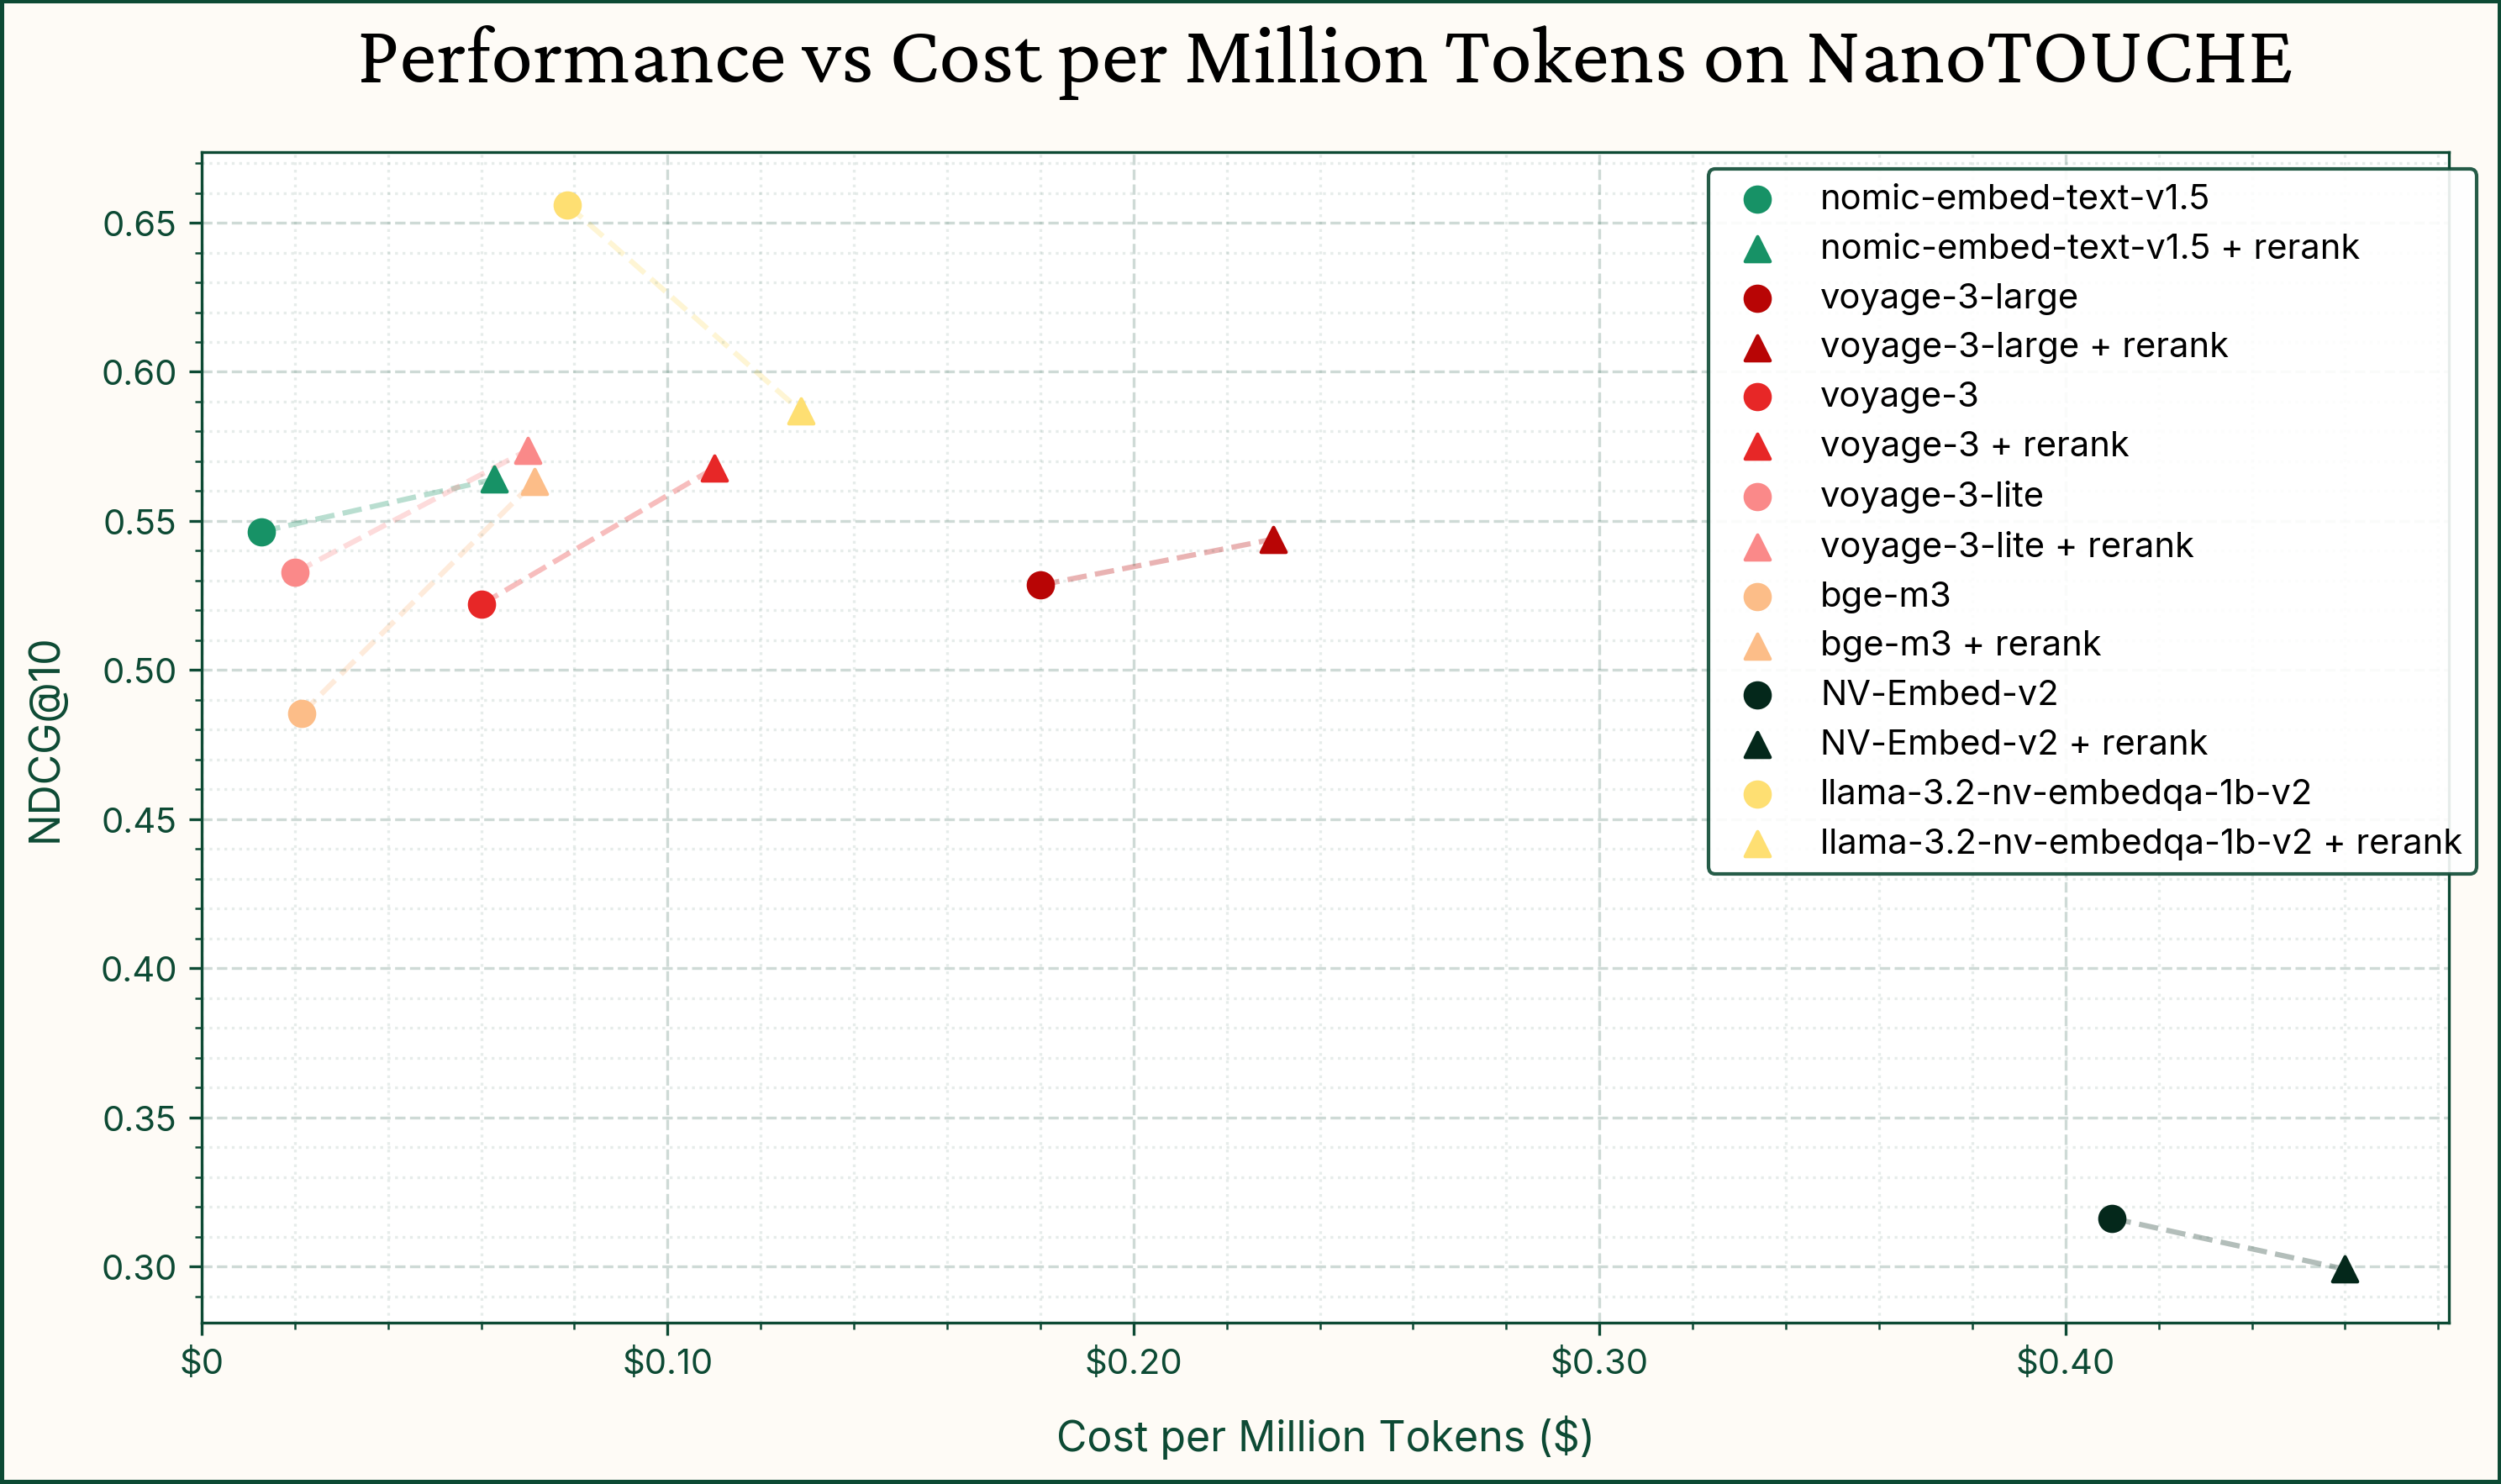 Performance vs Cost per Million Tokens on NanoTOUCHE
nomic-embed-text-v1.5
nomic-embed-text-v1.5 + rerank
voyage-3-large
voyage-3-large + rerank
voyage-3
voyage-3 + rerank
voyage-3-lite
voyage-3-lite + rerank
bge-m3
bge-m3 + rerank
NV-Embed-v2
NV-Embed-v2 + rerank
llama-3.2-nv-embedqa-1b-v2
llama-3.2-nv-embedqa-1b-v2 + rerank
NDCG@10
0.65
0.60
0.55
0.50
0.45
0.40
0.35
0.30
$0
$0.10
$0.20
$0.30
$0.40
Cost per Million Tokens ($)